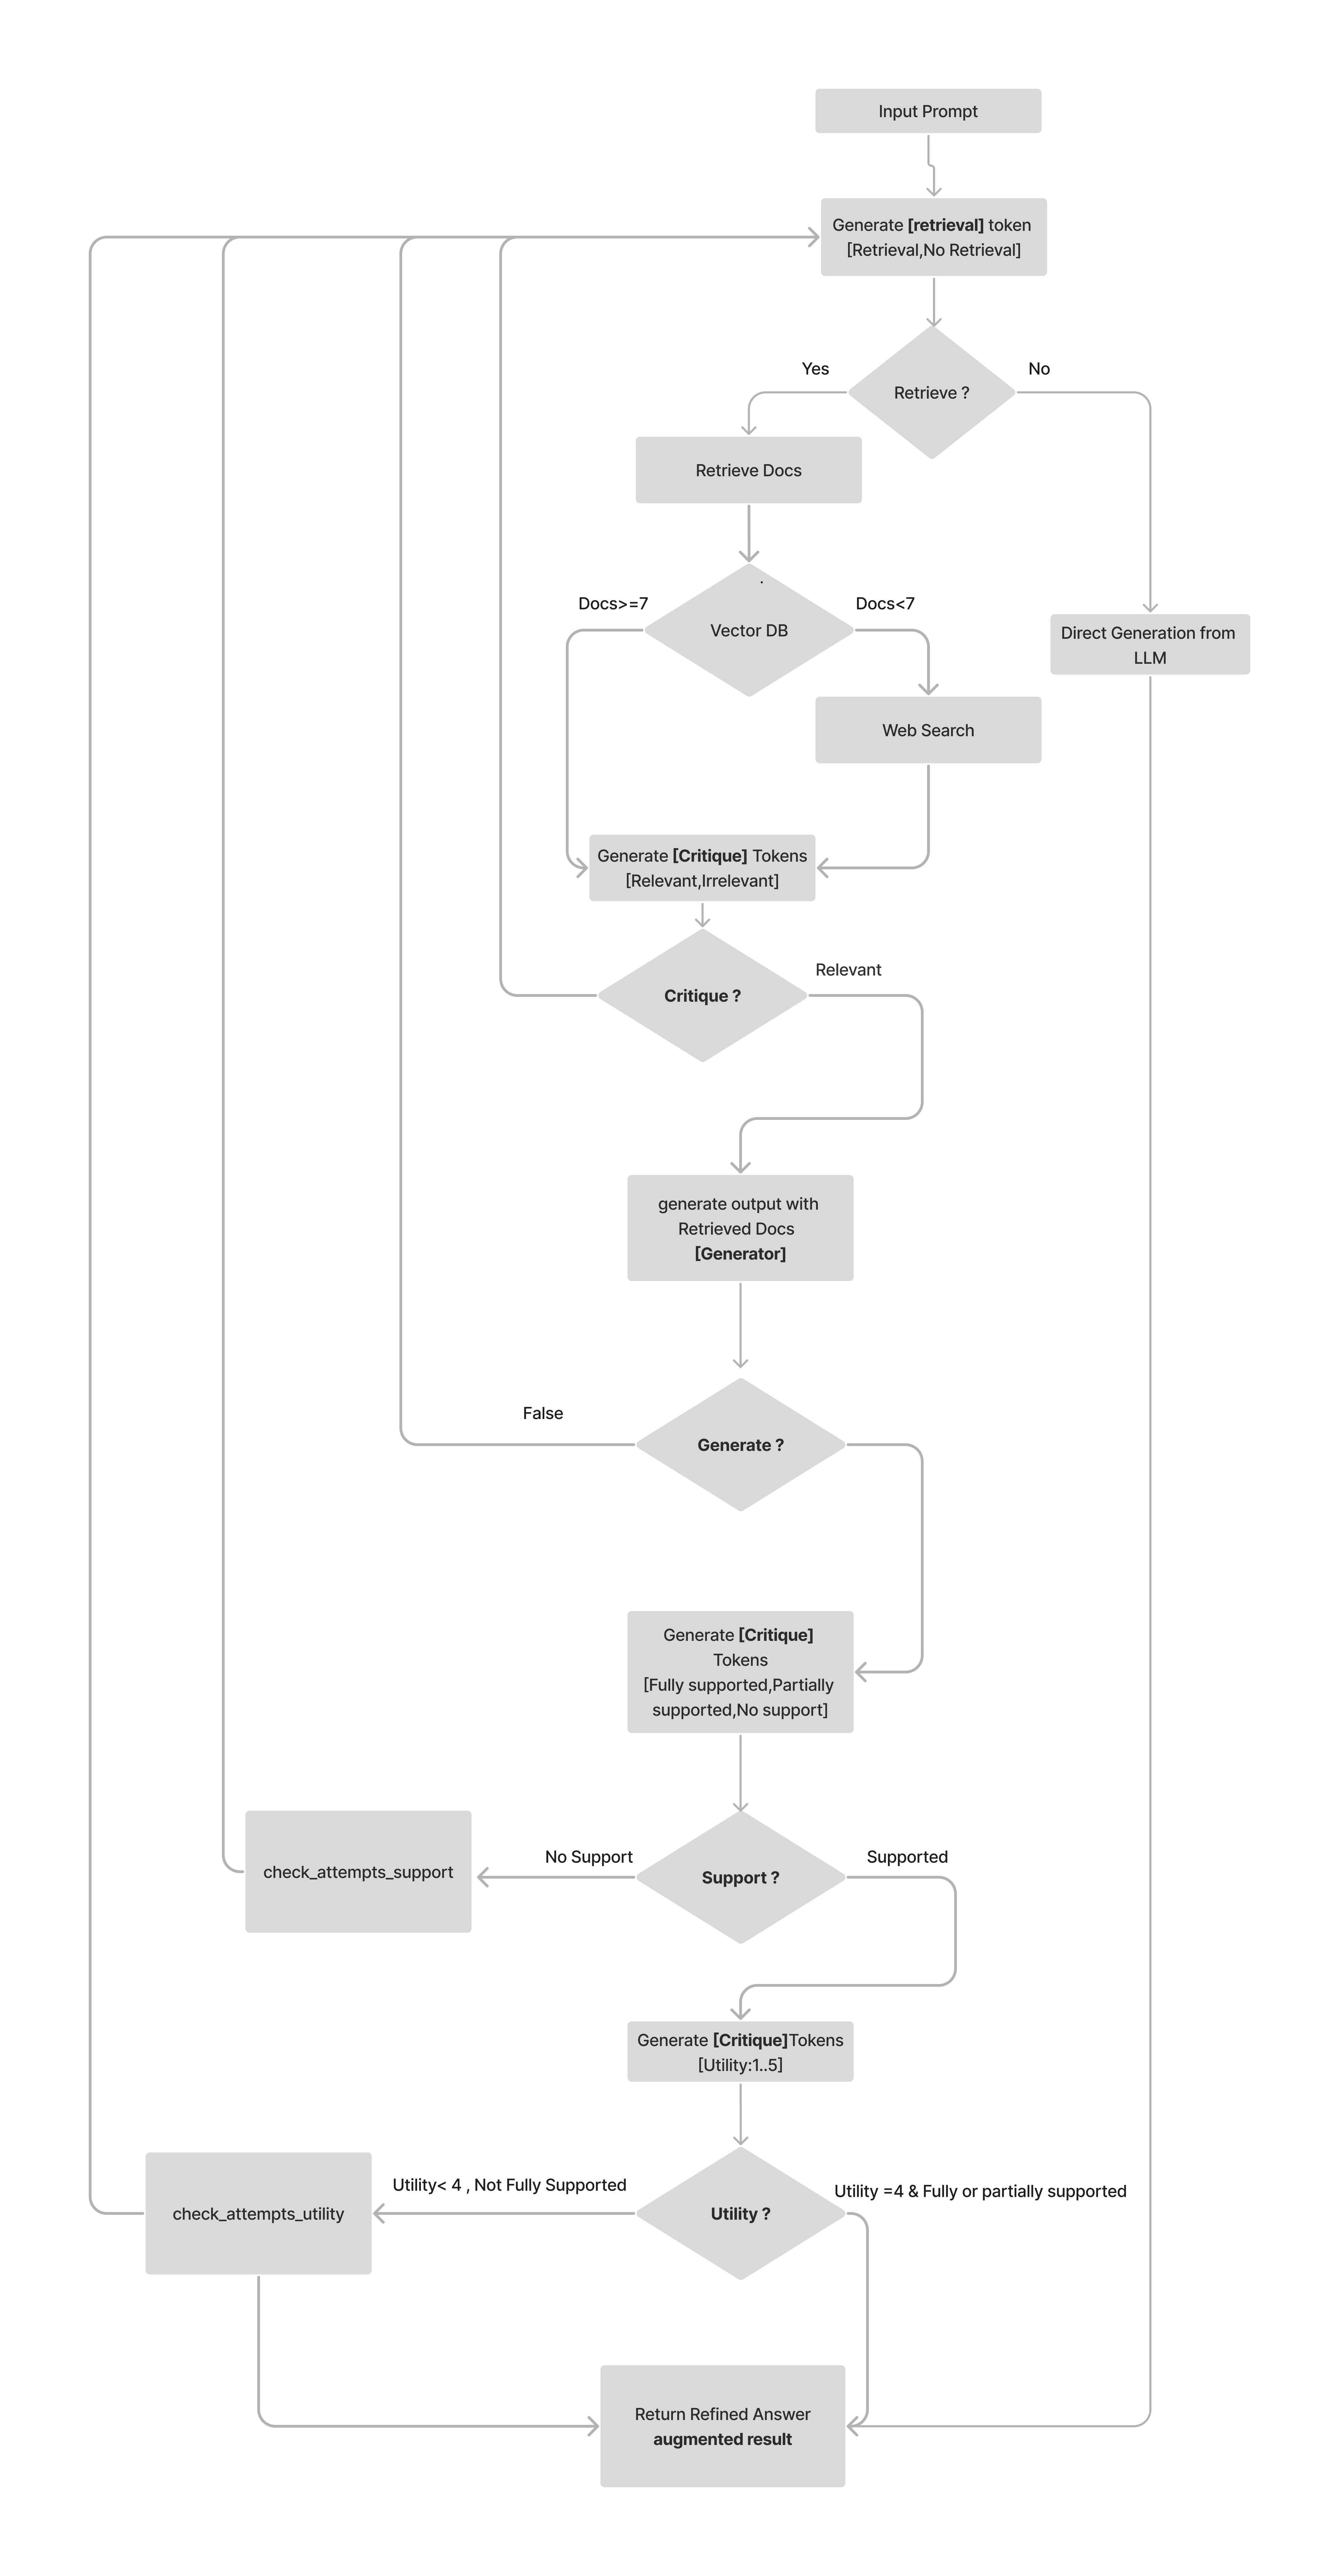 Input Prompt
Generate [retrieval] token
[Retrieval,No Retrieval]
Yes
No
Retrieve ?
Retrieve Docs
Docs>=7
Docs<7
Vector DB
Direct Generation from
LLM
Web Search
Generate [Critique] Tokens
[Relevant,Irrelevant]
Relevant
Critique ?
generate output with
Retrieved Docs
[Generator]
False
Generate ?
Generate [Critique]
Tokens
[Fully supported,Partially
supported,No support]
No Support
Supported
check_attempts_support
Support ?
Generate [Critique]Tokens
[Utility:1..5]
Utility< 4 , Not Fully Supported
Utility =4 & Fully or partially supported
check_attempts_utility
Utility ?
Return Refined Answer
augmented result